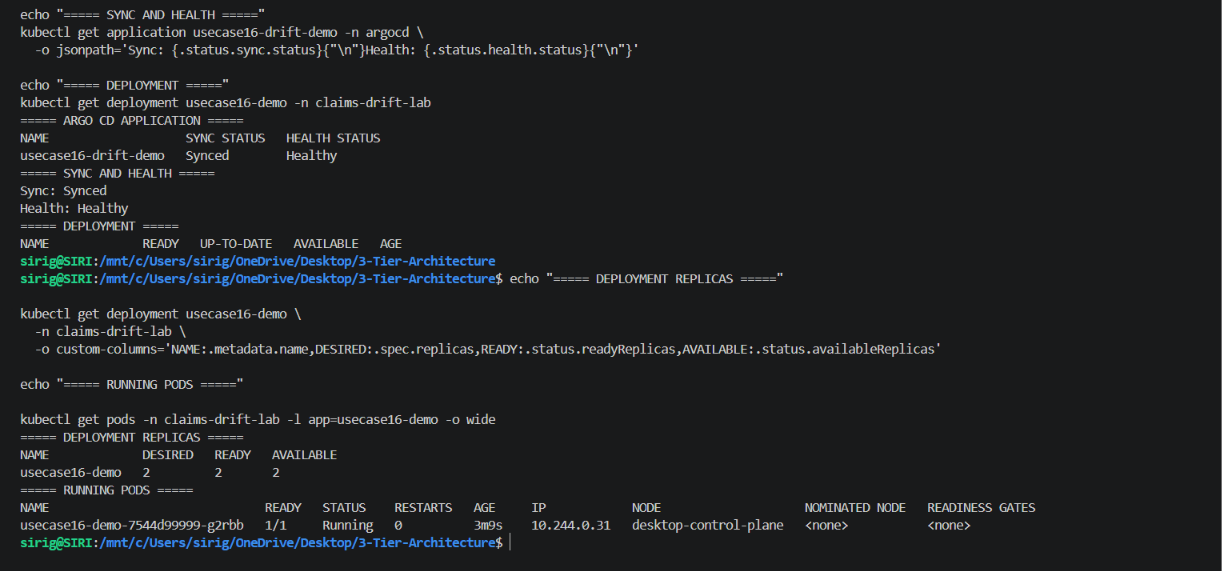 echo "===== SYNC AND HEALTH ====="
kubectl get application usecase16-drift-demo -n argocd \
  -o jsonpath='Sync: {.status.sync.status}{"\n"}Health: {.status.health.status}{"\n"}'

echo "===== DEPLOYMENT ====="
kubectl get deployment usecase16-demo -n claims-drift-lab
===== ARGO CD APPLICATION =====
NAME                   SYNC STATUS   HEALTH STATUS
usecase16-drift-demo   Synced        Healthy
===== SYNC AND HEALTH =====
Sync: Synced
Health: Healthy
===== DEPLOYMENT =====
NAME             READY   UP-TO-DATE   AVAILABLE   AGE
sirig@SIRI:/mnt/c/Users/sirig/OneDrive/Desktop/3-Tier-Architecture
sirig@SIRI:/mnt/c/Users/sirig/OneDrive/Desktop/3-Tier-Architecture$ echo "===== DEPLOYMENT REPLICAS ====="

kubectl get deployment usecase16-demo \
  -n claims-drift-lab \
  -o custom-columns='NAME:.metadata.name,DESIRED:.spec.replicas,READY:.status.readyReplicas,AVAILABLE:.status.availableReplicas'

echo "===== RUNNING PODS ====="

kubectl get pods -n claims-drift-lab -l app=usecase16-demo -o wide
===== DEPLOYMENT REPLICAS =====
NAME             DESIRED   READY   AVAILABLE
usecase16-demo   2         2       2
===== RUNNING PODS =====
NAME                              READY   STATUS    RESTARTS   AGE    IP            NODE                    NOMINATED NODE   READINESS GATES
usecase16-demo-7544d99999-g2rbb   1/1     Running   0          3m9s   10.244.0.31   desktop-control-plane   <none>           <none>
sirig@SIRI:/mnt/c/Users/sirig/OneDrive/Desktop/3-Tier-Architecture$